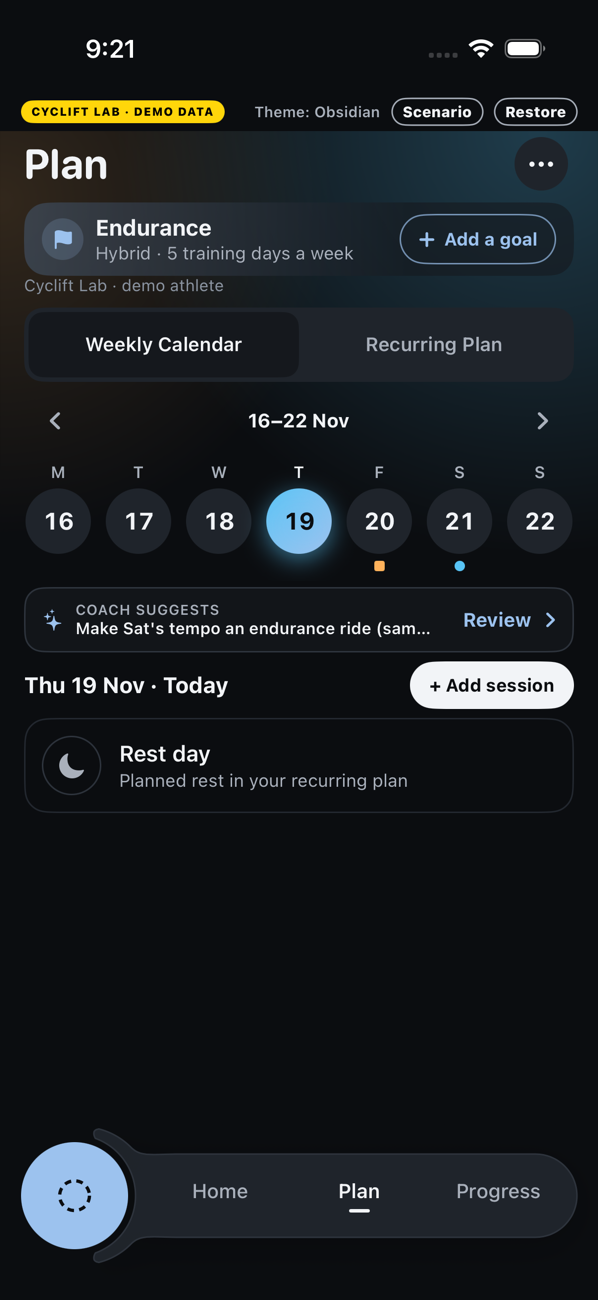 9:21
CYCLIFT LAB · DEMO DATA
Theme: Obsidian
Scenario
Restore
Plan
Endurance
Hybrid · 5 training days a week
+ Add a goal
Cyclift Lab · demo athlete
Weekly Calendar
Recurring Plan
16–22 Nov
M T W T F S S
16 17 18 19 20 21 22
COACH SUGGESTS
Make Sat's tempo an endurance ride (sam...
Review
Thu 19 Nov · Today
+ Add session
Rest day
Planned rest in your recurring plan
Home
Plan
Progress